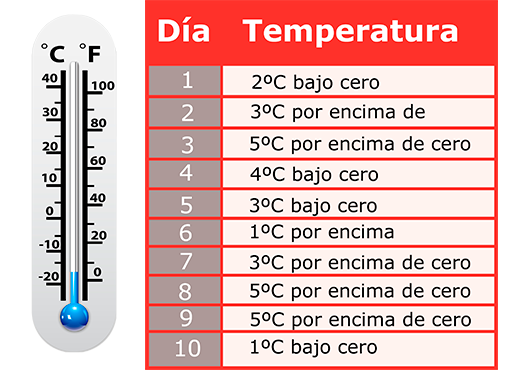 °C °F
40 100
30 80
20 60
10 40
0 20
-10 0
-20
Día Temperatura
1 2ºC bajo cero
2 3ºC por encima de
3 5ºC por encima de cero
4 4ºC bajo cero
5 3ºC bajo cero
6 1ºC por encima
7 3ºC por encima de cero
8 5ºC por encima de cero
9 5ºC por encima de cero
10 1ºC bajo cero